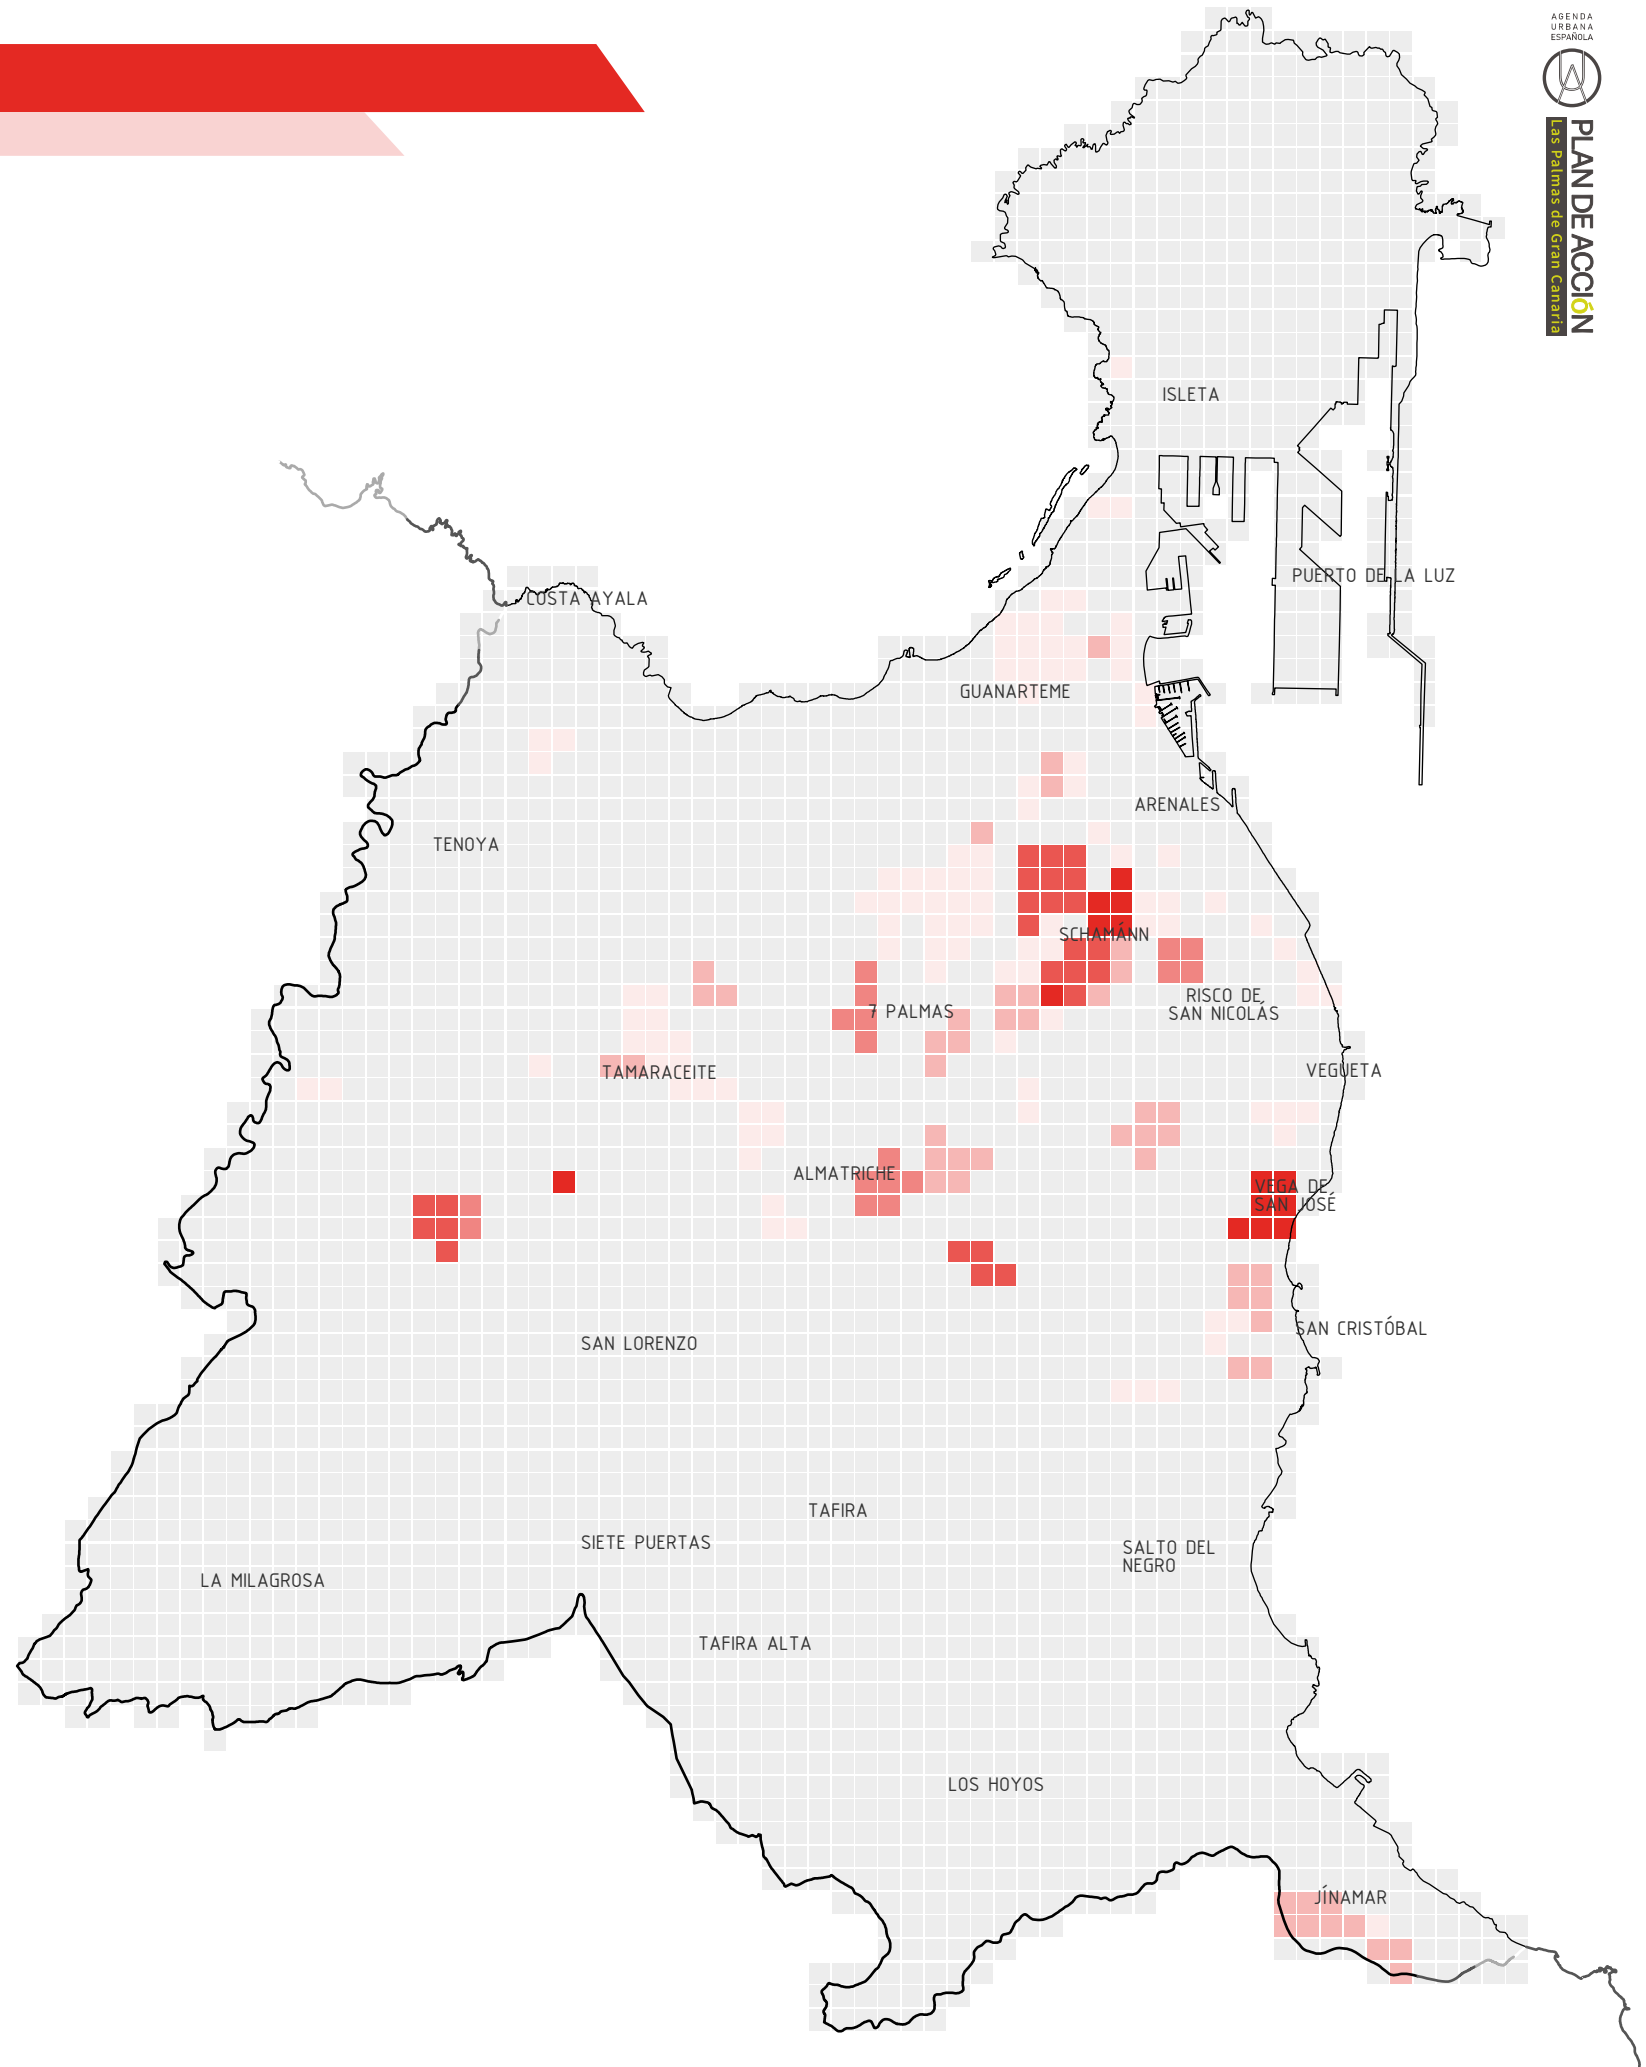 AGENDA
URBANA
ESPAÑOLA
PLAN DE ACCIÓN
Las Palmas de Gran Canaria
ISLETA
PUERTO DE LA LUZ
COSTA AYALA
GUANARTEME
ARENALES
TENOYA
SCHAMÁNN
RISCO DE
SAN NICOLÁS
7 PALMAS
VEGUETA
TAMARACEITE
ALMATRICHE
VEGA DE
SAN JOSÉ
SAN CRISTÓBAL
SAN LORENZO
TAFIRA
SIETE PUERTAS
SALTO DEL
NEGRO
LA MILAGROSA
TAFIRA ALTA
LOS HOYOS
JÍNAMAR